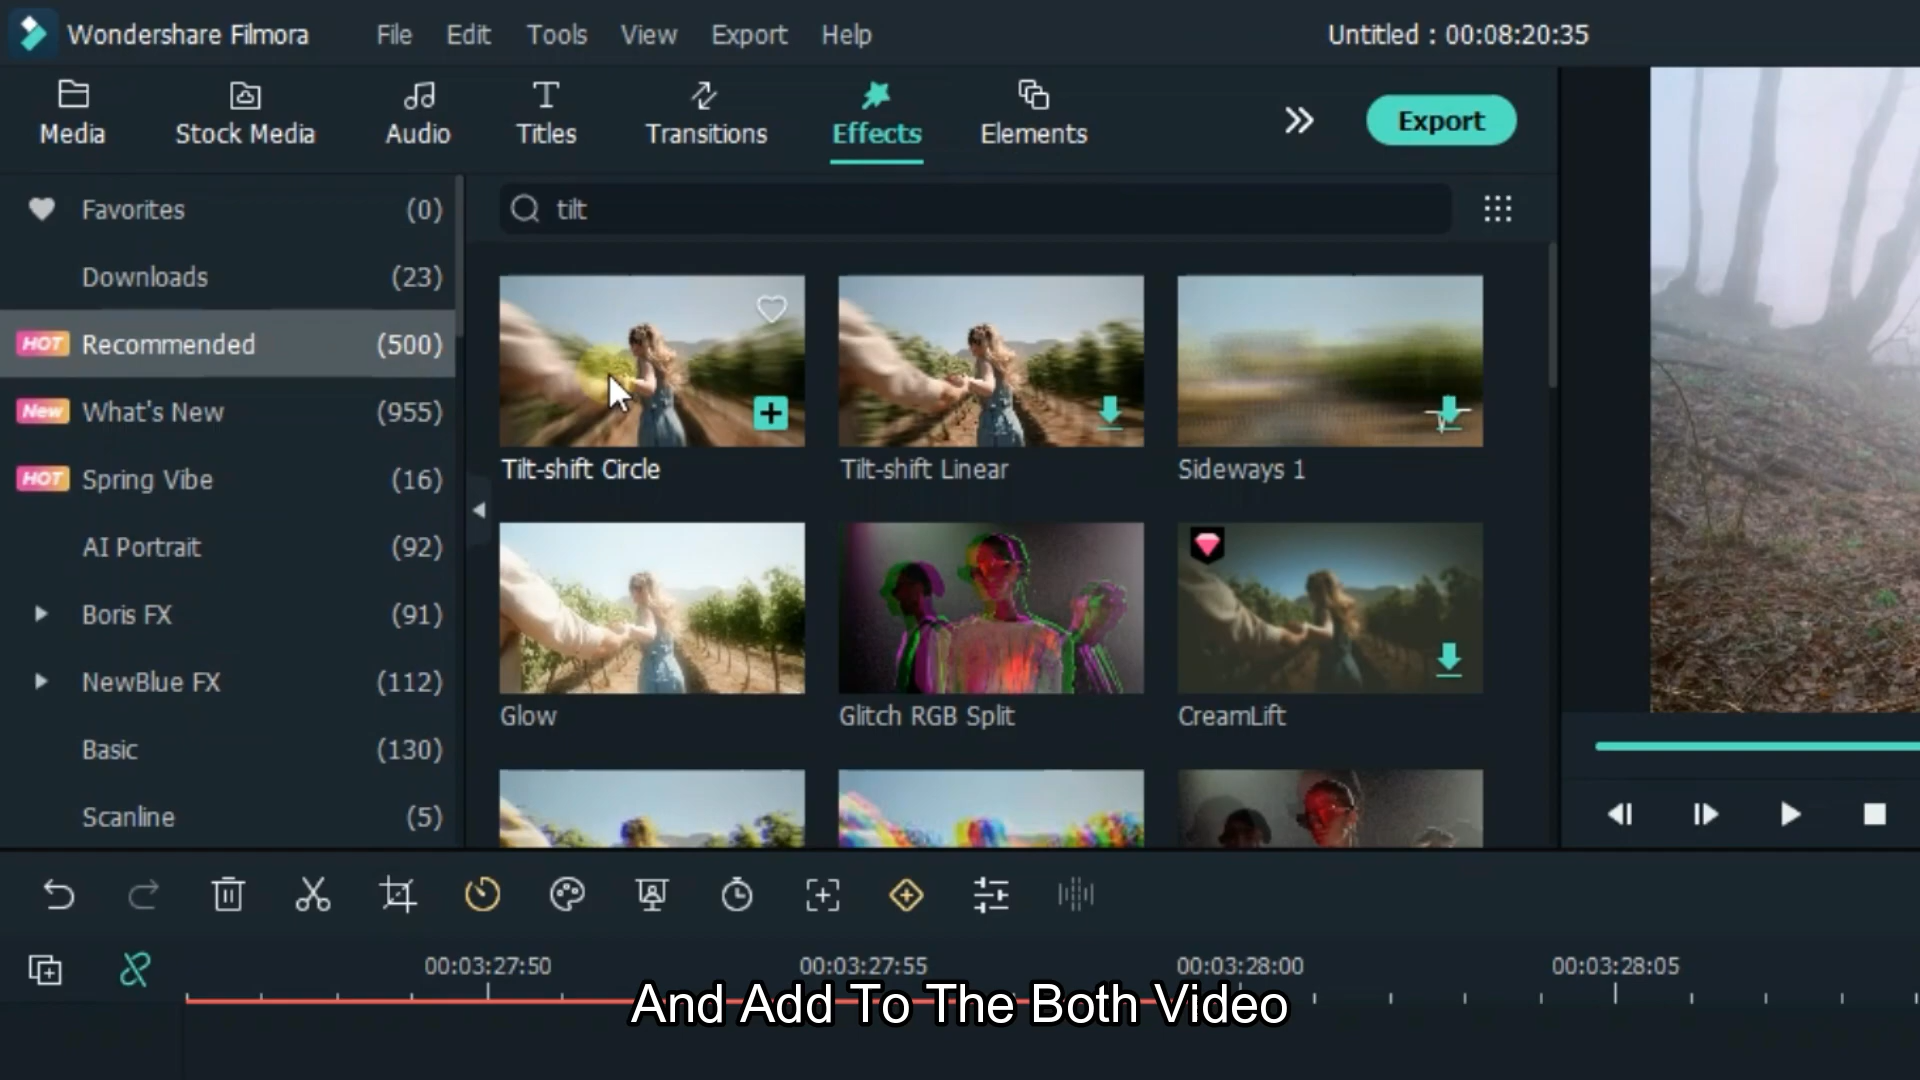 Wondershare Filmora File Edit Tools View Export Help Untitled : 00:08:20:35
Media Stock Media Audio Titles Transitions Effects Elements Export
Favorites (0)
Downloads (23)
HOT Recommended (500)
New What's New (955)
HOT Spring Vibe (16)
AI Portrait (92)
Boris FX (91)
NewBlue FX (112)
Basic (130)
Scanline (5)
tilt
Tilt-shift Circle Tilt-shift Linear Sideways 1
Glow Glitch RGB Split CreamLift
00:03:27:50 00:03:27:55 00:03:28:00 00:03:28:05
And Add To The Both Video